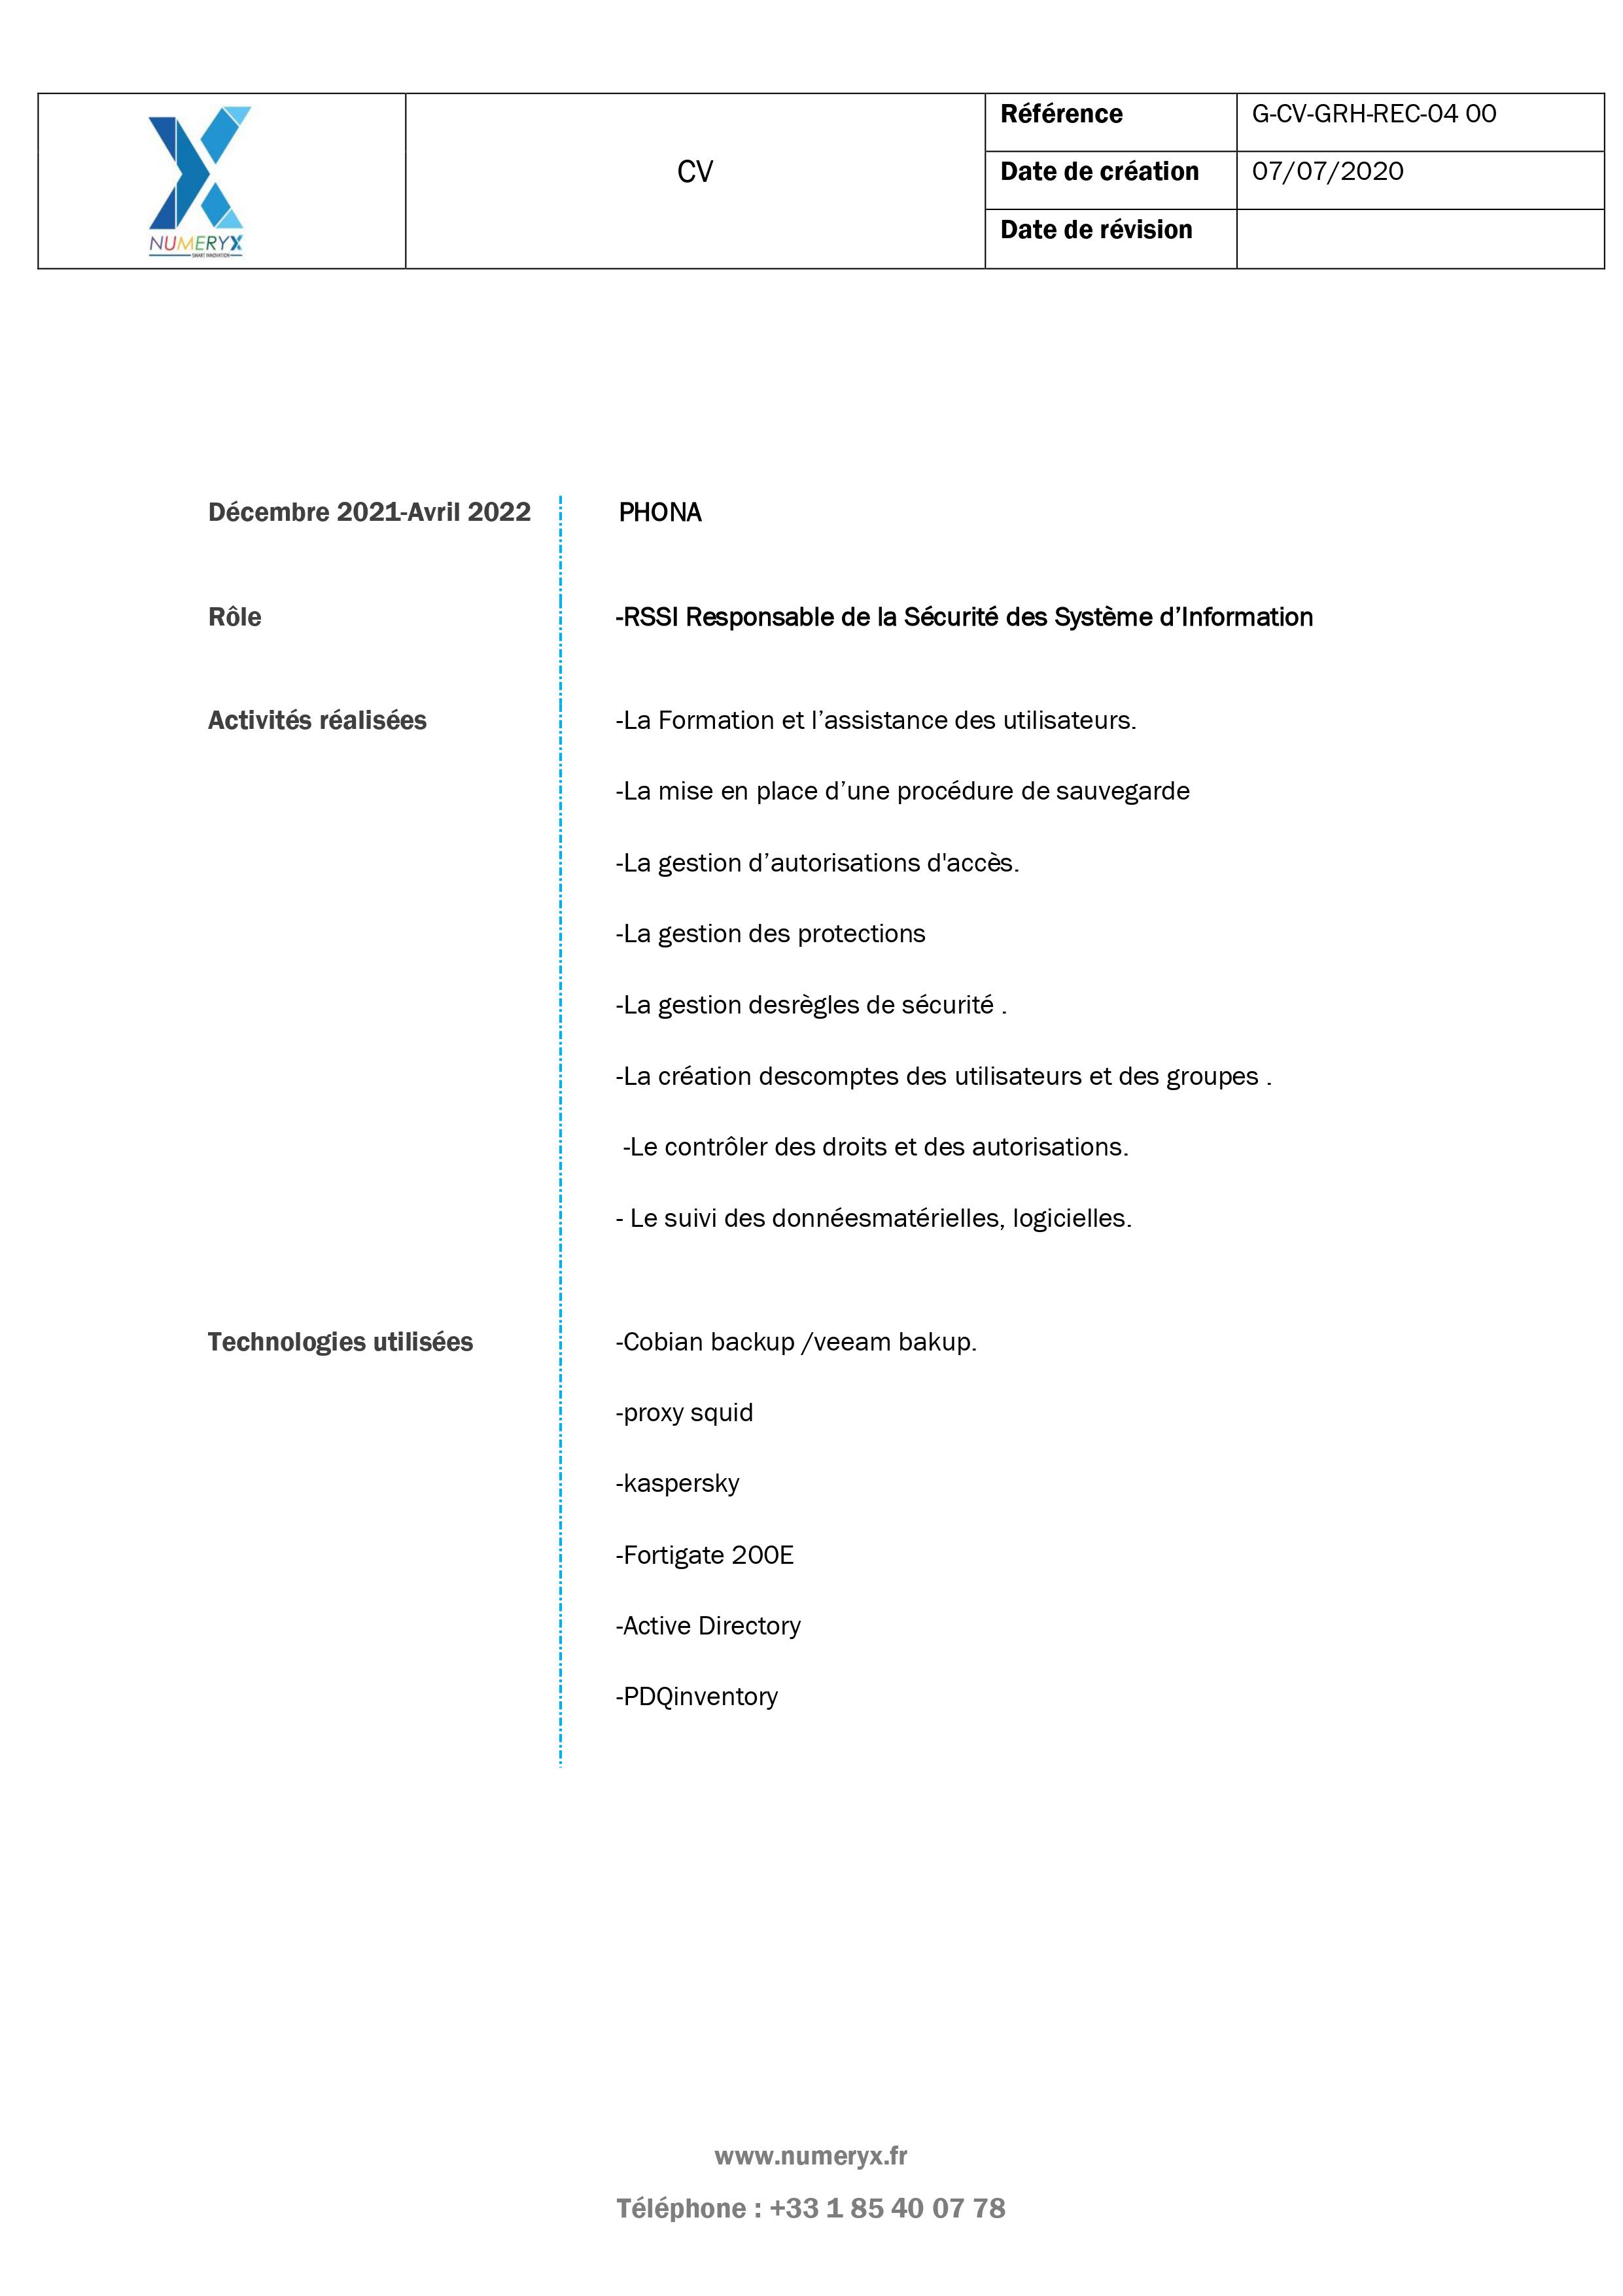 NUMERYX
SMART INNOVATION
CV
Référence
G-CV-GRH-REC-04 00
Date de création
07/07/2020
Date de révision
Décembre 2021-Avril 2022
PHONA
Rôle
-RSSI Responsable de la Sécurité des Système d’Information
Activités réalisées
-La Formation et l’assistance des utilisateurs.
-La mise en place d’une procédure de sauvegarde
-La gestion d’autorisations d'accès.
-La gestion des protections
-La gestion desrègles de sécurité .
-La création descomptes des utilisateurs et des groupes .
-Le contrôler des droits et des autorisations.
- Le suivi des donnéesmatérielles, logicielles.
Technologies utilisées
-Cobian backup /veeam bakup.
-proxy squid
-kaspersky
-Fortigate 200E
-Active Directory
-PDQinventory
www.numeryx.fr
Téléphone : +33 1 85 40 07 78